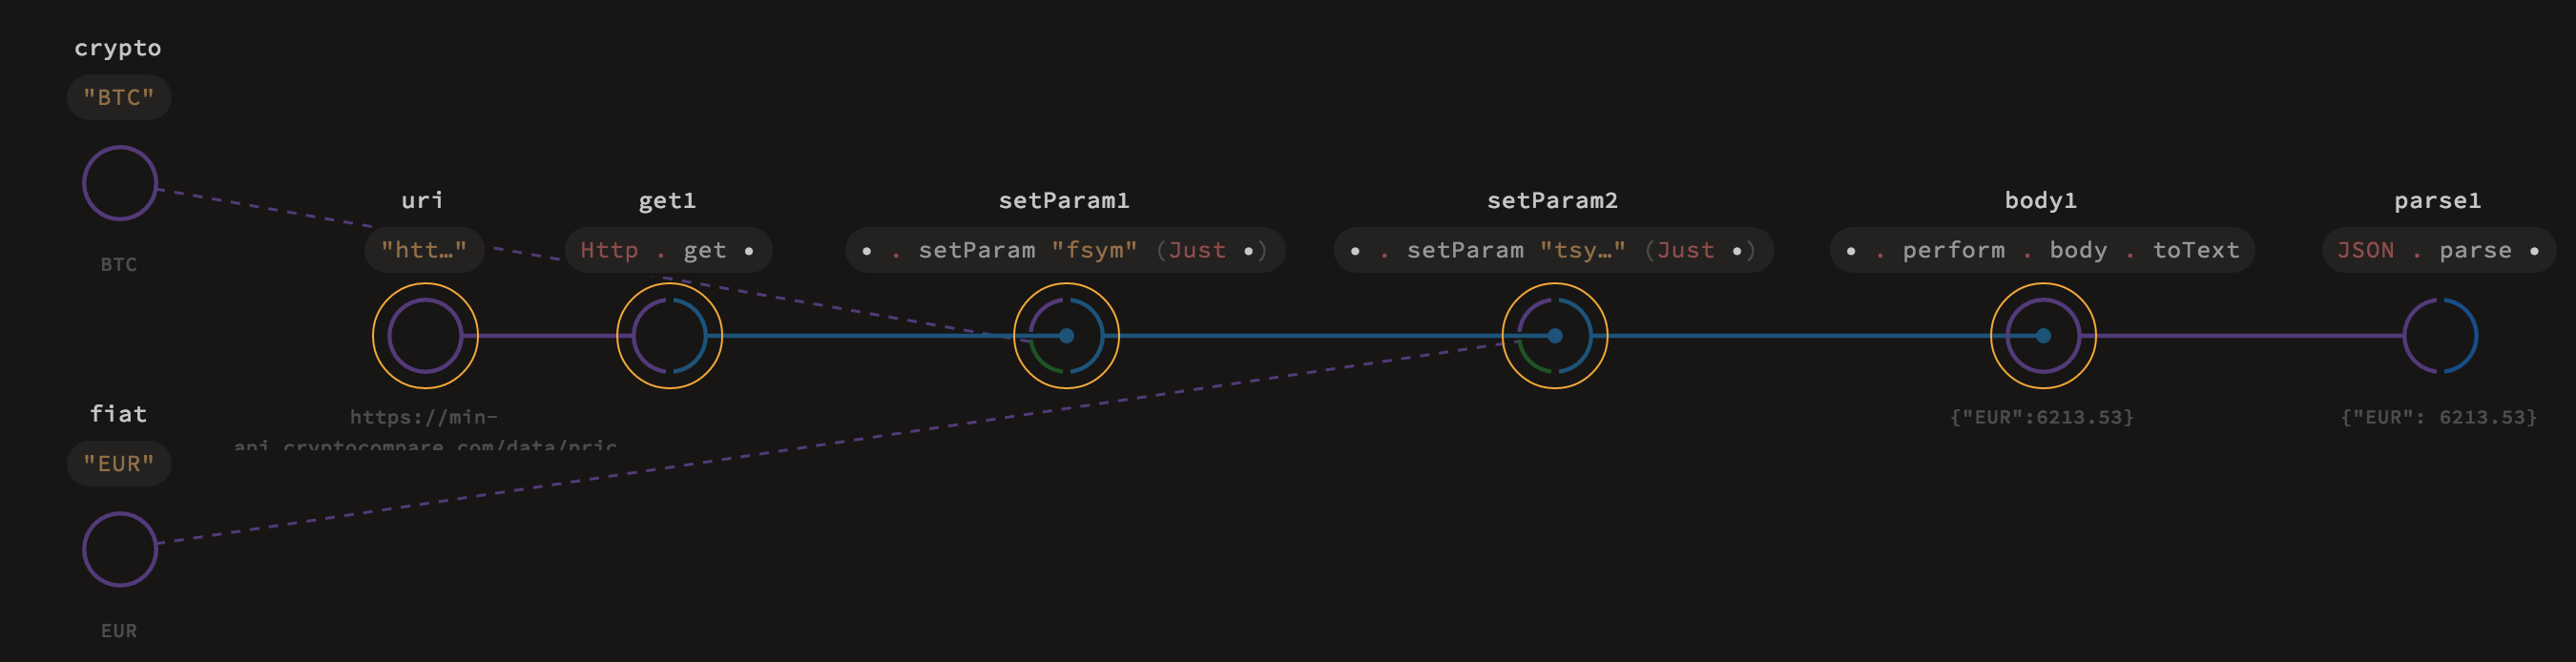 crypto
"BTC"
BTC
uri
"htt…"
https://min-
api.cryptocompare.com/data/pric
get1
Http . get •
setParam1
• . setParam "fsym" (Just •)
setParam2
• . setParam "tsy…" (Just •)
body1
• . perform . body . toText
{"EUR":6213.53}
parse1
JSON . parse •
{"EUR": 6213.53}
fiat
"EUR"
EUR